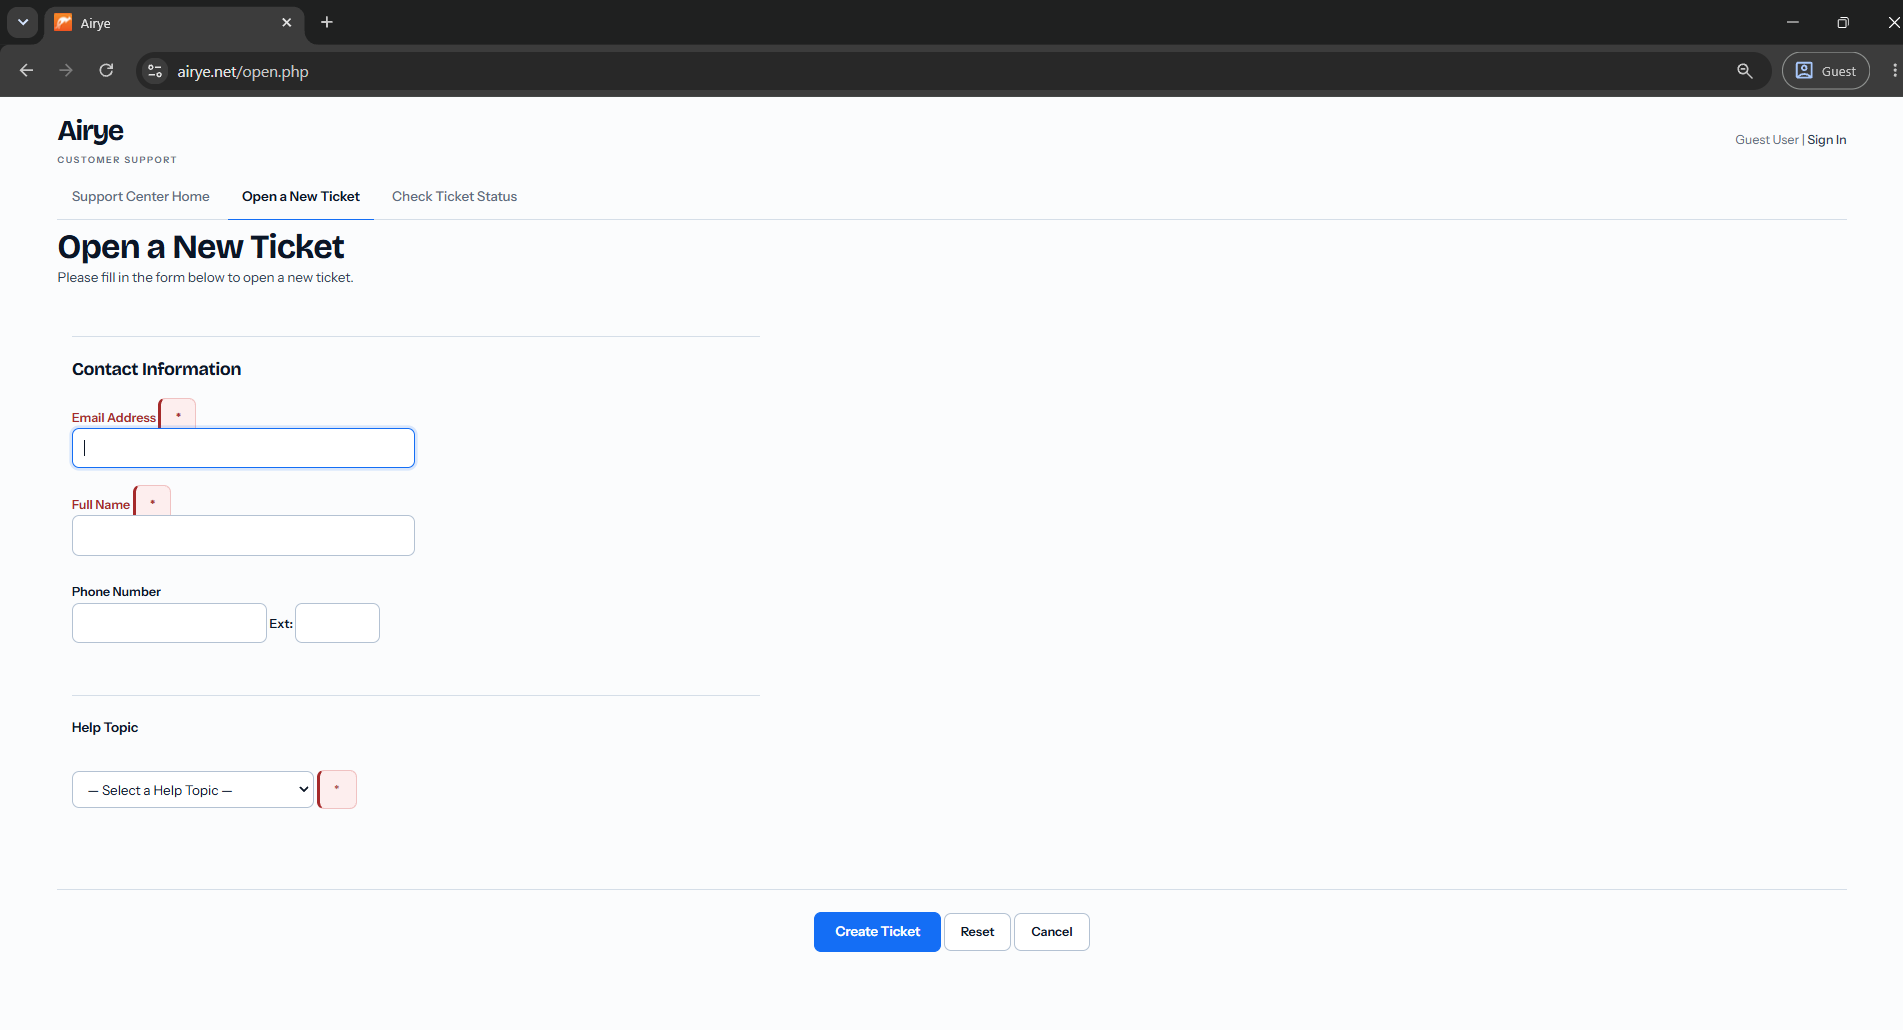 Airye
airye.net/open.php
Guest
Airye
CUSTOMER SUPPORT
Guest User | Sign In
Support Center Home Open a New Ticket Check Ticket Status
Open a New Ticket
Please fill in the form below to open a new ticket.
Contact Information
Email Address *
Full Name *
Phone Number
Ext:
Help Topic
— Select a Help Topic — *
Create Ticket Reset Cancel